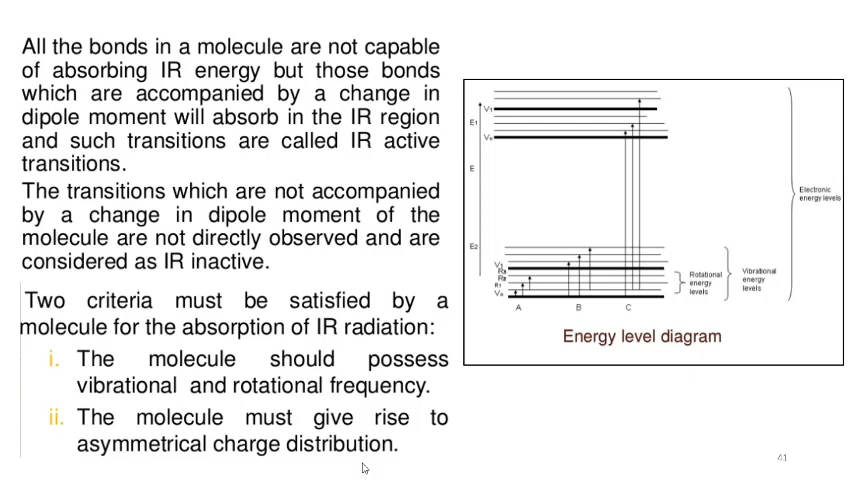 All the bonds in a molecule are not capable
of absorbing IR energy but those bonds
which are accompanied by a change in
dipole moment will absorb in the IR region
and such transitions are called IR active
transitions.
The transitions which are not accompanied
by a change in dipole moment of the
molecule are not directly observed and are
considered as IR inactive.
Two criteria must be satisfied by a
molecule for the absorption of IR radiation:
i. The molecule should possess
vibrational and rotational frequency.
ii. The molecule must give rise to
asymmetrical charge distribution.
V₁
E₁
V₀
E
E₂
V₁
R₃
R₂
R₁
V₀
A B C
Rotational
energy
levels
Vibrational
energy
levels
Electronic
energy levels
Energy level diagram
41